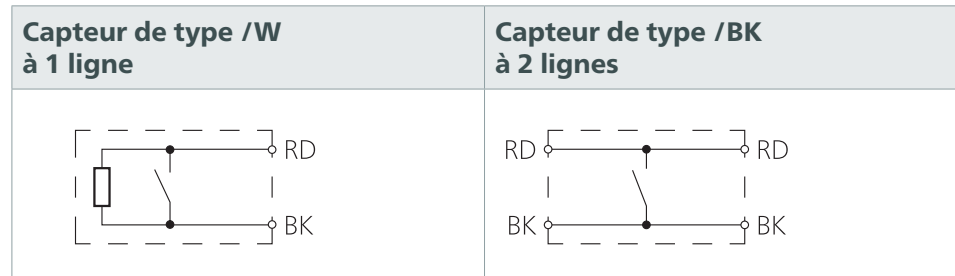 Capteur de type /W
à 1 ligne
Capteur de type /BK
à 2 lignes
RD
BK
RD
RD
BK
BK